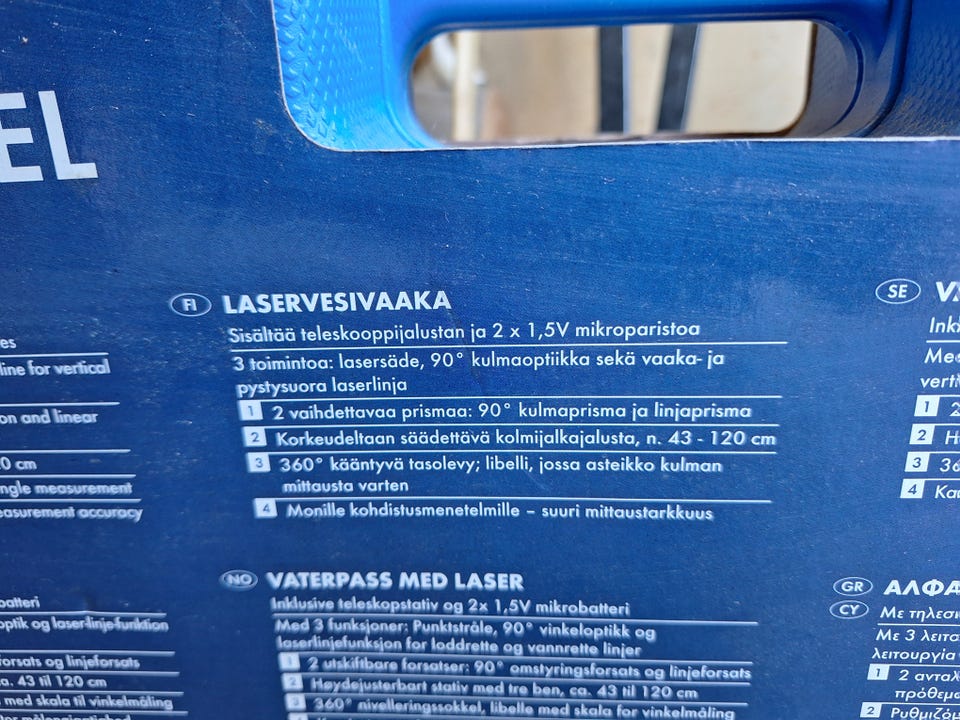 EL
FI LASERVESIVAAKA
Sisältää teleskooppijalustan ja 2 x 1,5V mikroparistoa
3 toimintoa: lasersäde, 90° kulmaoptiikka sekä vaaka- ja
pystysuora laserlinja
1 2 vaihdettavaa prismaa: 90° kulmaprisma ja linjaprisma
2 Korkeudeltaan säädettävä kolmijalkajalusta, n. 43 - 120 cm
3 360° kääntyvä tasolevy; libelli, jossa asteikko kulman
mittausta varten
4 Monille kohdistusmenetelmille – suuri mittaustarkkuus
NO VATERPASS MED LASER
Inklusive teleskopstativ og 2x 1,5V mikrobatteri
Med 3 funksjoner: Punktstråle, 90° vinkeloptikk og
laserlinjefunksjon for loddrette og vannrette linjer
1 2 utskiftbare forsatser: 90° omstyringsforsats og linjeforsats
2 Høydejusterbart stativ med tre ben, ca. 43 til 120 cm
3 360° nivelleringssokkel, libelle med skala for vinkelmåling
es
line for vertical
on and linear
0 cm
ngle measurement
easurement accuracy
batteri
optik og laser-linje-funktion
forsats og linjeforsats
a. 43 til 120 cm
med skala til vinkelmåling
SE V
Ink
Me
verti
1 2
2 H
3 36
4 Ka
GR ΑΛΦΑ
CY Με τηλεσ
Με 3 λειτο
λειτουργία
1 2 ανταλ
πρόθεμ
2 Ρυθμιζόμ